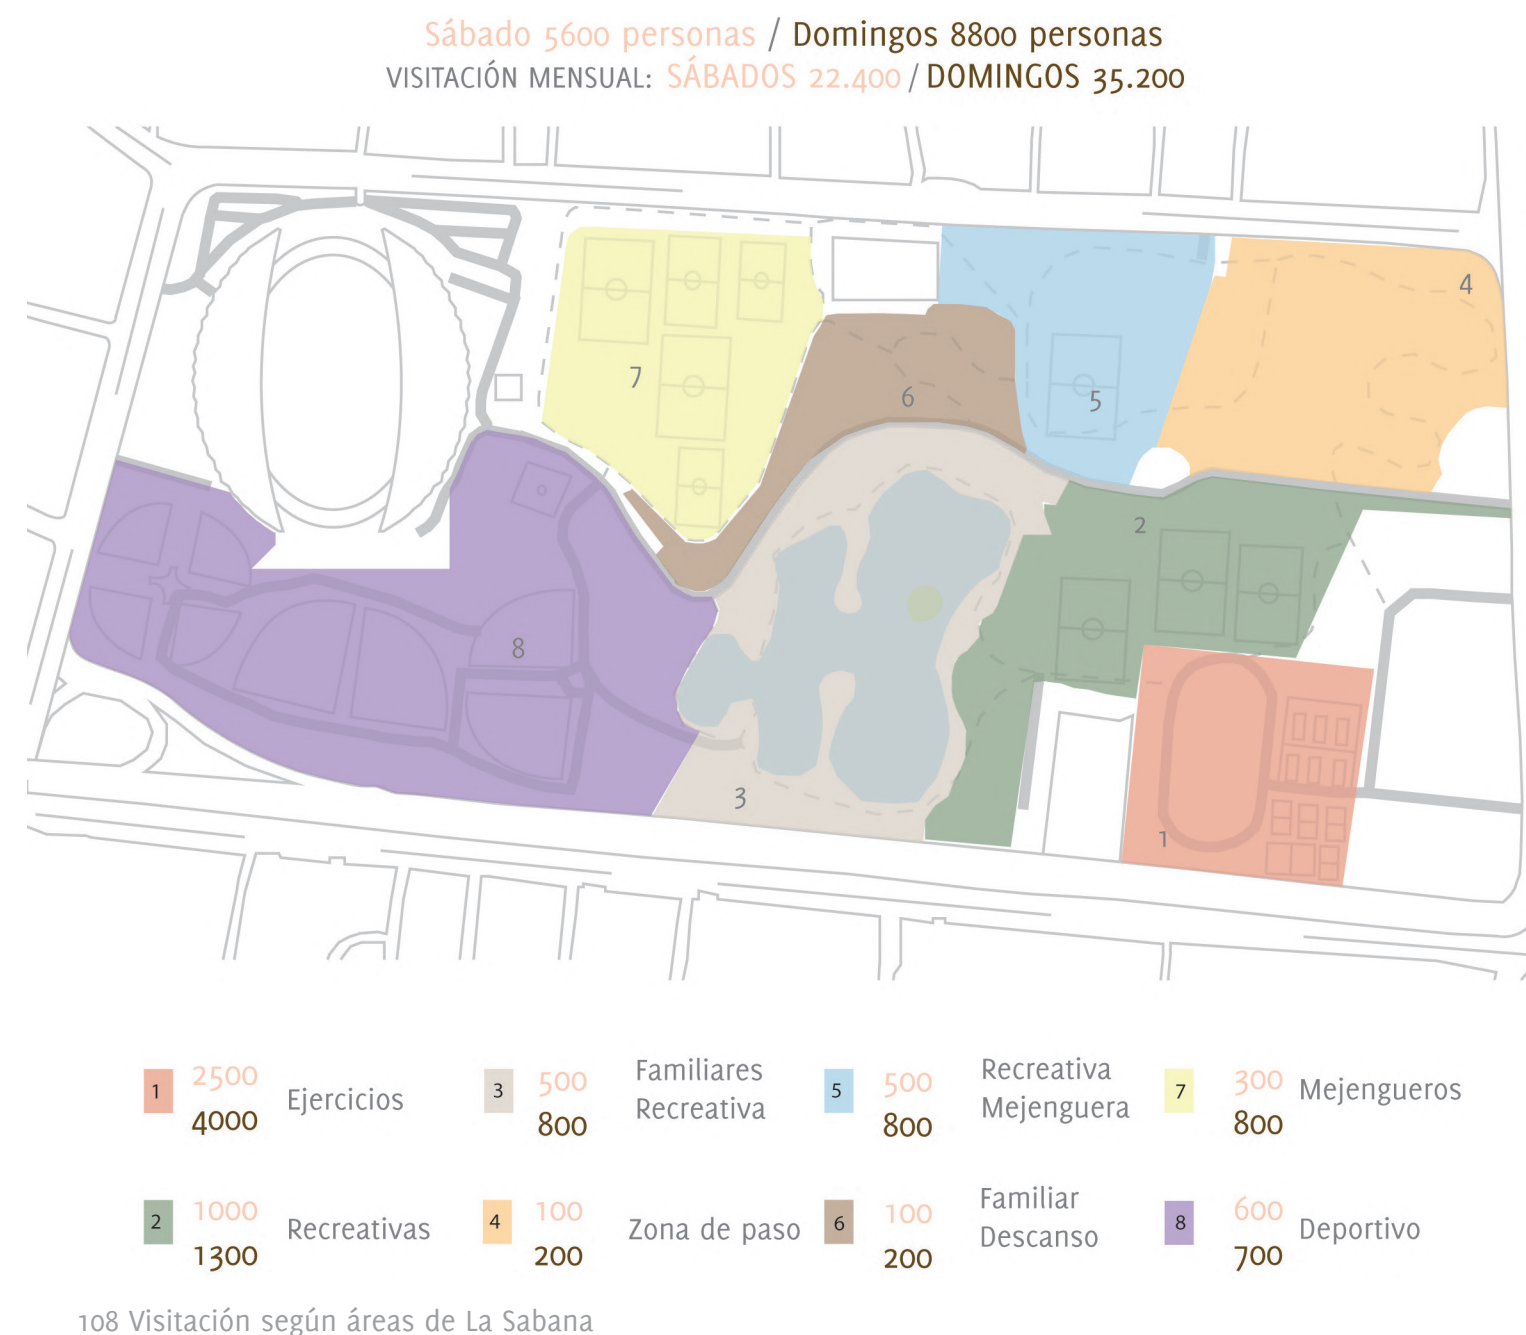 Sábado 5600 personas / Domingos 8800 personas
VISITACIÓN MENSUAL: SÁBADOS 22.400 / DOMINGOS 35.200
4
7
6
5
2
8
3
1
1 2500 4000 Ejercicios
3 500 800 Familiares Recreativa
5 500 800 Recreativa Mejenguera
7 300 800 Mejengueros
2 1000 1300 Recreativas
4 100 200 Zona de paso
6 100 200 Familiar Descanso
8 600 700 Deportivo
108 Visitación según áreas de La Sabana